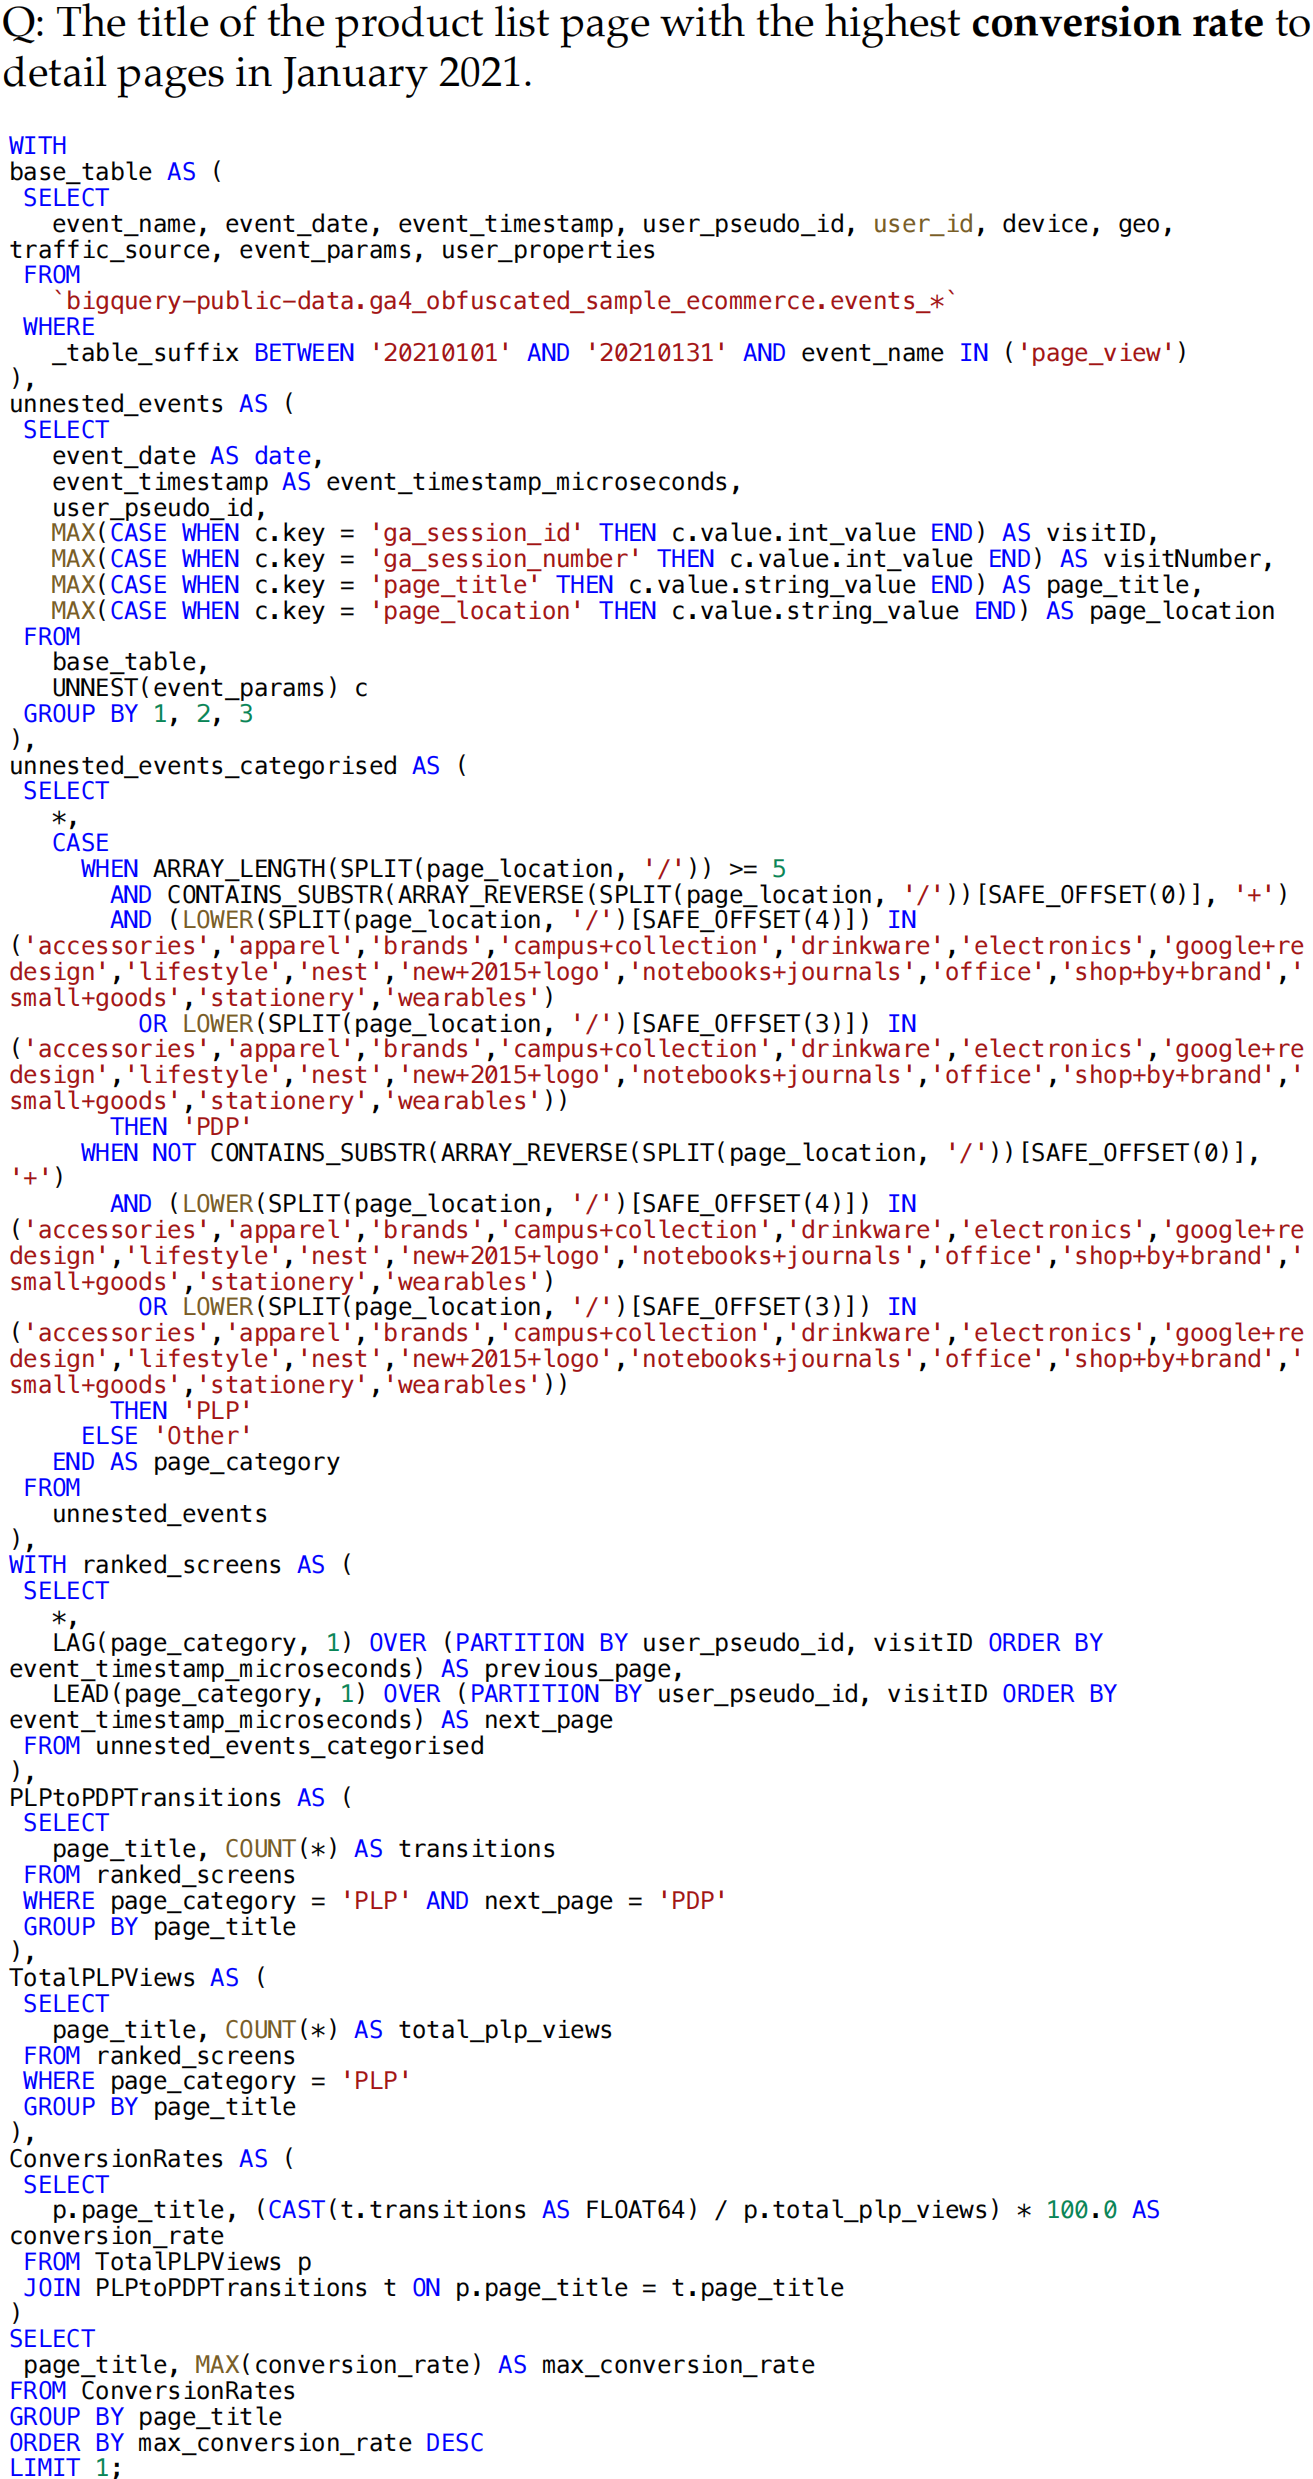 Q: The title of the product list page with the highest conversion rate to
detail pages in January 2021.
WITH
base_table AS (
 SELECT
   event_name, event_date, event_timestamp, user_pseudo_id, user_id, device, geo,
traffic_source, event_params, user_properties
 FROM
   `bigquery-public-data.ga4_obfuscated_sample_ecommerce.events_*`
 WHERE
   _table_suffix BETWEEN '20210101' AND '20210131' AND event_name IN ('page_view')
),
unnested_events AS (
 SELECT
   event_date AS date,
   event_timestamp AS event_timestamp_microseconds,
   user_pseudo_id,
   MAX(CASE WHEN c.key = 'ga_session_id' THEN c.value.int_value END) AS visitID,
   MAX(CASE WHEN c.key = 'ga_session_number' THEN c.value.int_value END) AS visitNumber,
   MAX(CASE WHEN c.key = 'page_title' THEN c.value.string_value END) AS page_title,
   MAX(CASE WHEN c.key = 'page_location' THEN c.value.string_value END) AS page_location
 FROM
   base_table,
   UNNEST(event_params) c
 GROUP BY 1, 2, 3
),
unnested_events_categorised AS (
 SELECT
   *,
   CASE
     WHEN ARRAY_LENGTH(SPLIT(page_location, '/')) >= 5
       AND CONTAINS_SUBSTR(ARRAY_REVERSE(SPLIT(page_location, '/'))[SAFE_OFFSET(0)], '+')
       AND (LOWER(SPLIT(page_location, '/')[SAFE_OFFSET(4)]) IN
('accessories','apparel','brands','campus+collection','drinkware','electronics','google+re
design','lifestyle','nest','new+2015+logo','notebooks+journals','office','shop+by+brand','
small+goods','stationery','wearables')
         OR LOWER(SPLIT(page_location, '/')[SAFE_OFFSET(3)]) IN
('accessories','apparel','brands','campus+collection','drinkware','electronics','google+re
design','lifestyle','nest','new+2015+logo','notebooks+journals','office','shop+by+brand','
small+goods','stationery','wearables'))
       THEN 'PDP'
     WHEN NOT CONTAINS_SUBSTR(ARRAY_REVERSE(SPLIT(page_location, '/'))[SAFE_OFFSET(0)],
'+')
       AND (LOWER(SPLIT(page_location, '/')[SAFE_OFFSET(4)]) IN
('accessories','apparel','brands','campus+collection','drinkware','electronics','google+re
design','lifestyle','nest','new+2015+logo','notebooks+journals','office','shop+by+brand','
small+goods','stationery','wearables')
         OR LOWER(SPLIT(page_location, '/')[SAFE_OFFSET(3)]) IN
('accessories','apparel','brands','campus+collection','drinkware','electronics','google+re
design','lifestyle','nest','new+2015+logo','notebooks+journals','office','shop+by+brand','
small+goods','stationery','wearables'))
       THEN 'PLP'
     ELSE 'Other'
   END AS page_category
 FROM
   unnested_events
),
WITH ranked_screens AS (
 SELECT
   *,
   LAG(page_category, 1) OVER (PARTITION BY user_pseudo_id, visitID ORDER BY
event_timestamp_microseconds) AS previous_page,
   LEAD(page_category, 1) OVER (PARTITION BY user_pseudo_id, visitID ORDER BY
event_timestamp_microseconds) AS next_page
 FROM unnested_events_categorised
),
PLPtoPDPTransitions AS (
 SELECT
   page_title, COUNT(*) AS transitions
 FROM ranked_screens
 WHERE page_category = 'PLP' AND next_page = 'PDP'
 GROUP BY page_title
),
TotalPLPViews AS (
 SELECT
   page_title, COUNT(*) AS total_plp_views
 FROM ranked_screens
 WHERE page_category = 'PLP'
 GROUP BY page_title
),
ConversionRates AS (
 SELECT
   p.page_title, (CAST(t.transitions AS FLOAT64) / p.total_plp_views) * 100.0 AS
conversion_rate
 FROM TotalPLPViews p
 JOIN PLPtoPDPTransitions t ON p.page_title = t.page_title
)
SELECT
 page_title, MAX(conversion_rate) AS max_conversion_rate
FROM ConversionRates
GROUP BY page_title
ORDER BY max_conversion_rate DESC
LIMIT 1;